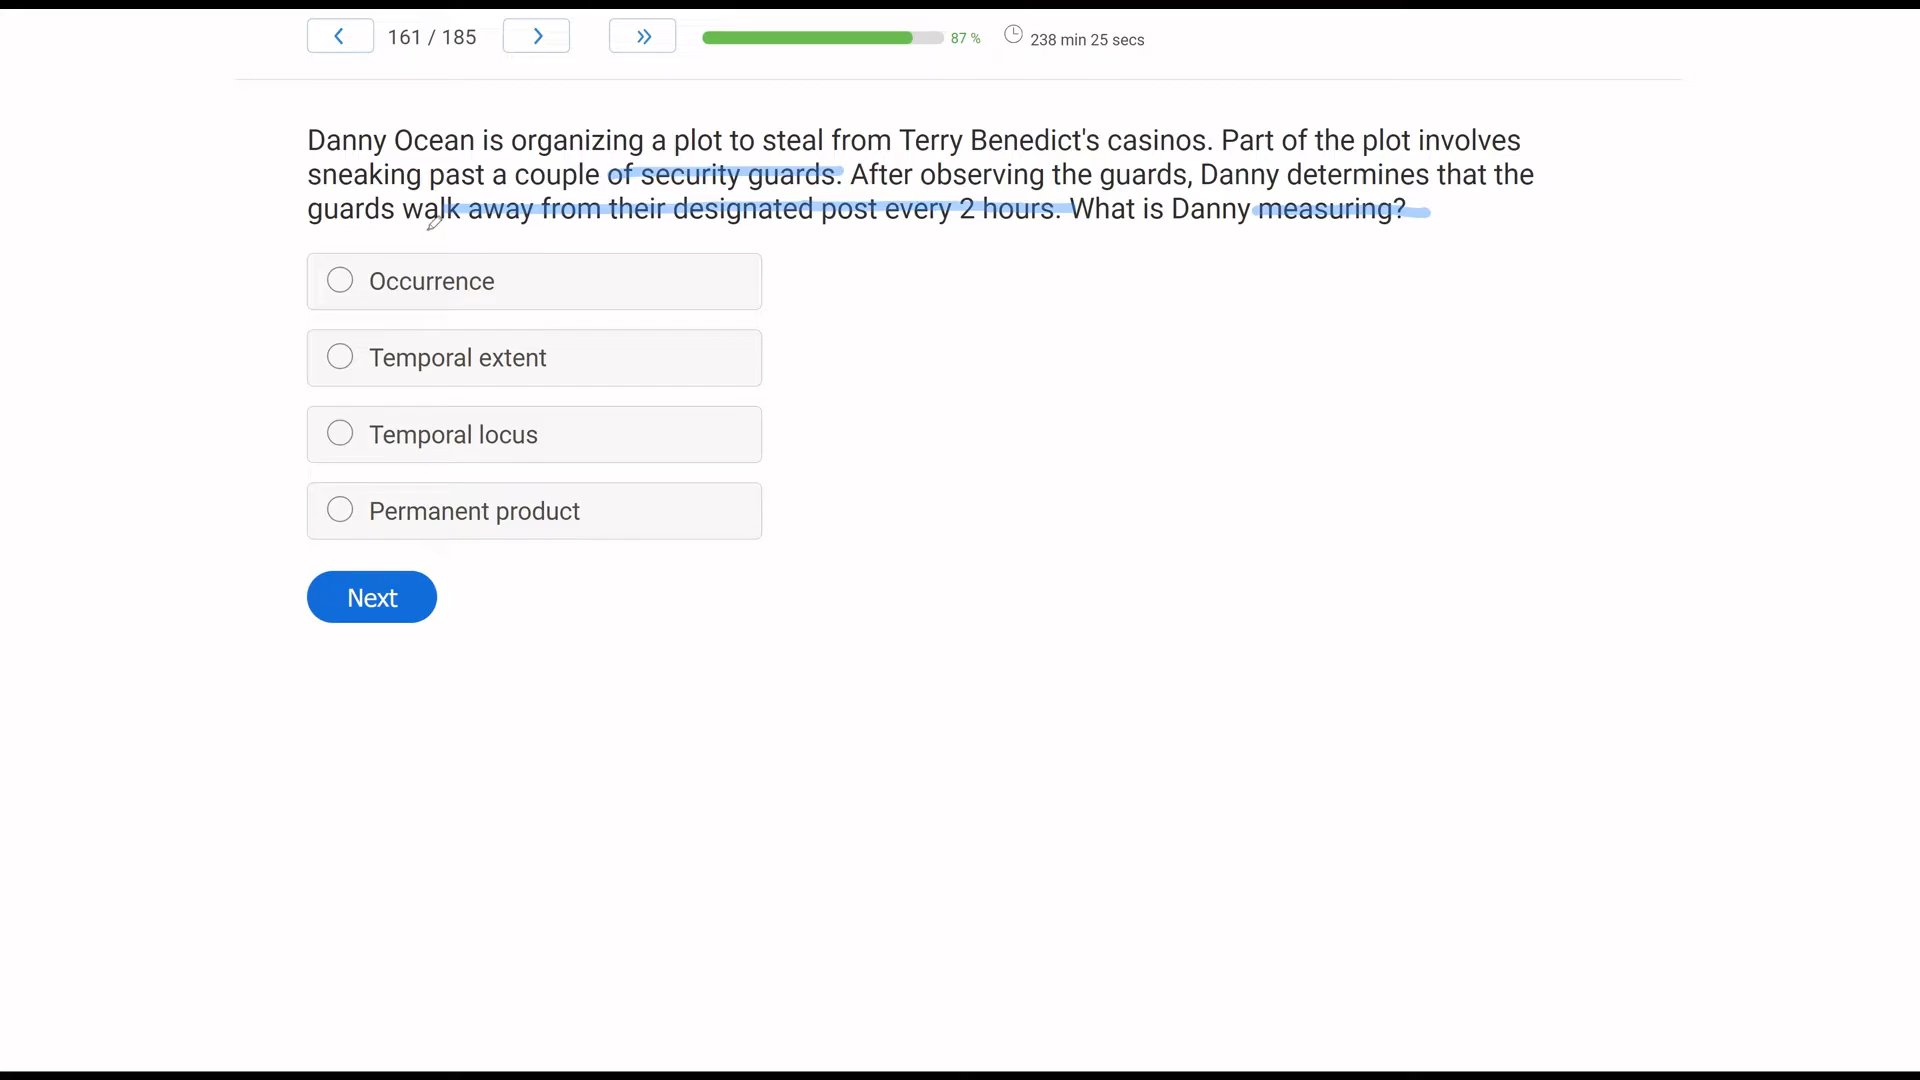 161 / 185
87 %
238 min 25 secs
Danny Ocean is organizing a plot to steal from Terry Benedict's casinos. Part of the plot involves
sneaking past a couple of security guards. After observing the guards, Danny determines that the
guards walk away from their designated post every 2 hours. What is Danny measuring?
Occurrence
Temporal extent
Temporal locus
Permanent product
Next